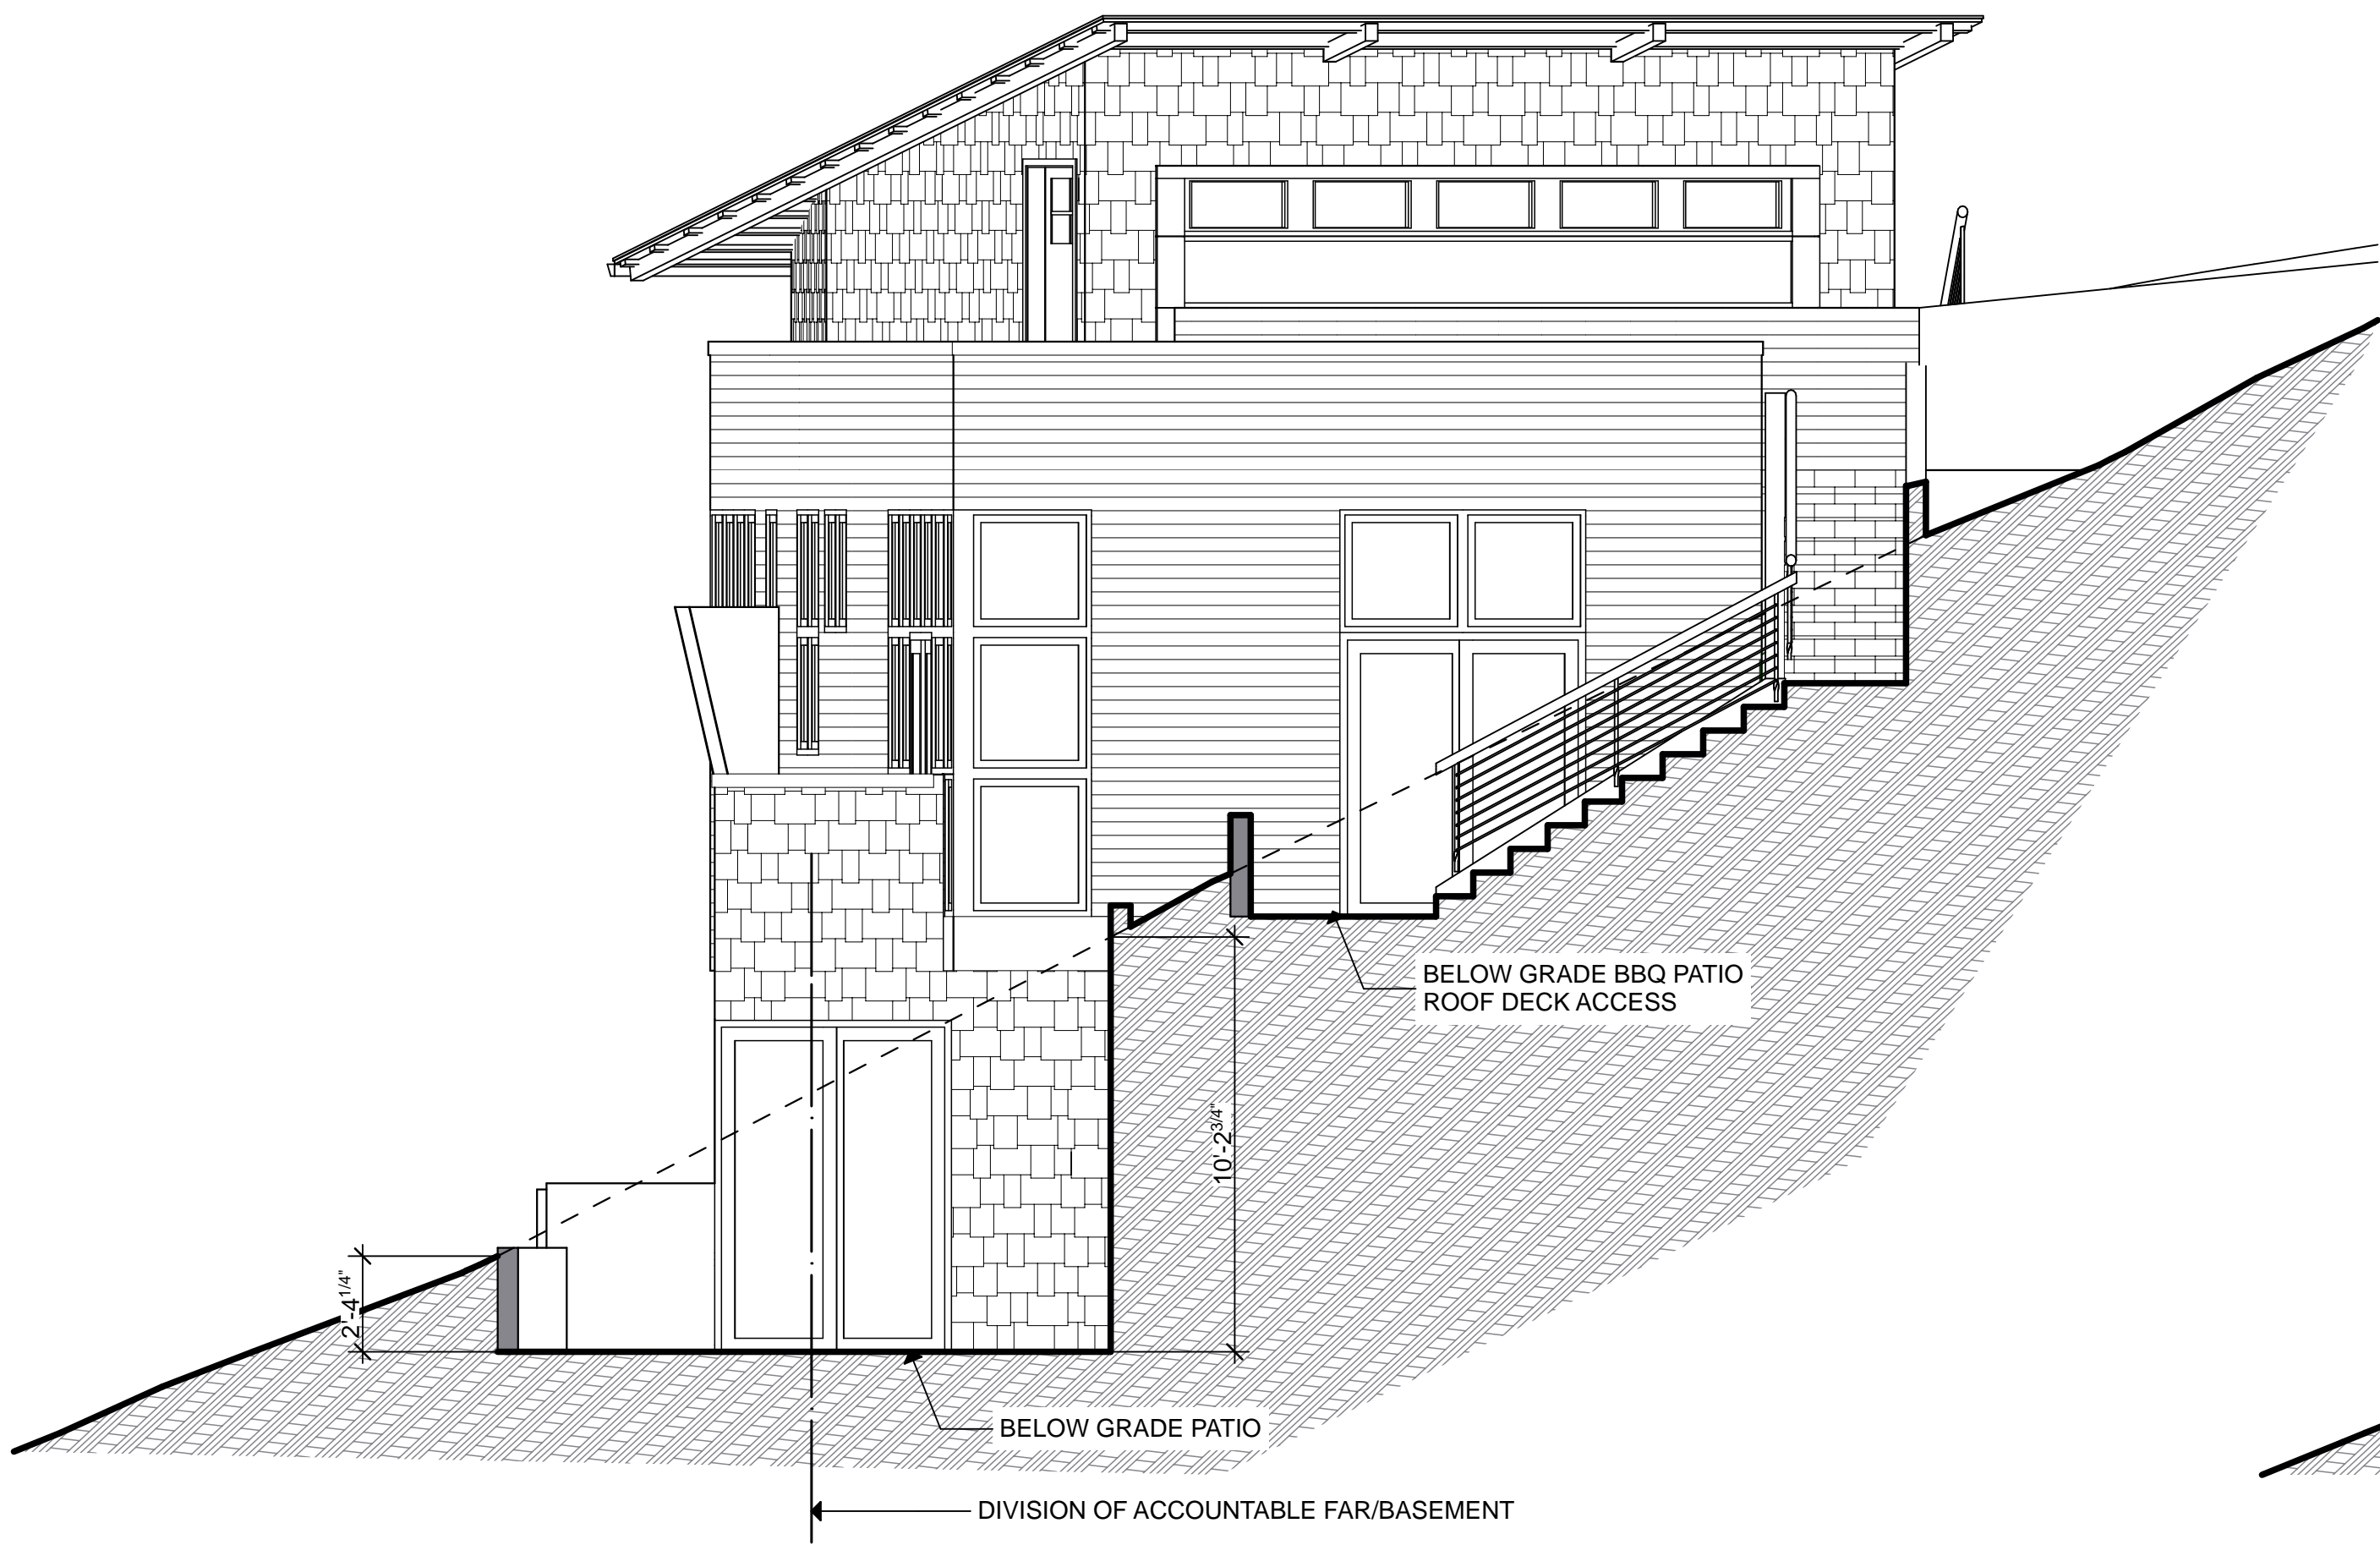 BELOW GRADE BBQ PATIO
ROOF DECK ACCESS
10'-2 3/4"
2'-4 1/4"
BELOW GRADE PATIO
DIVISION OF ACCOUNTABLE FAR/BASEMENT